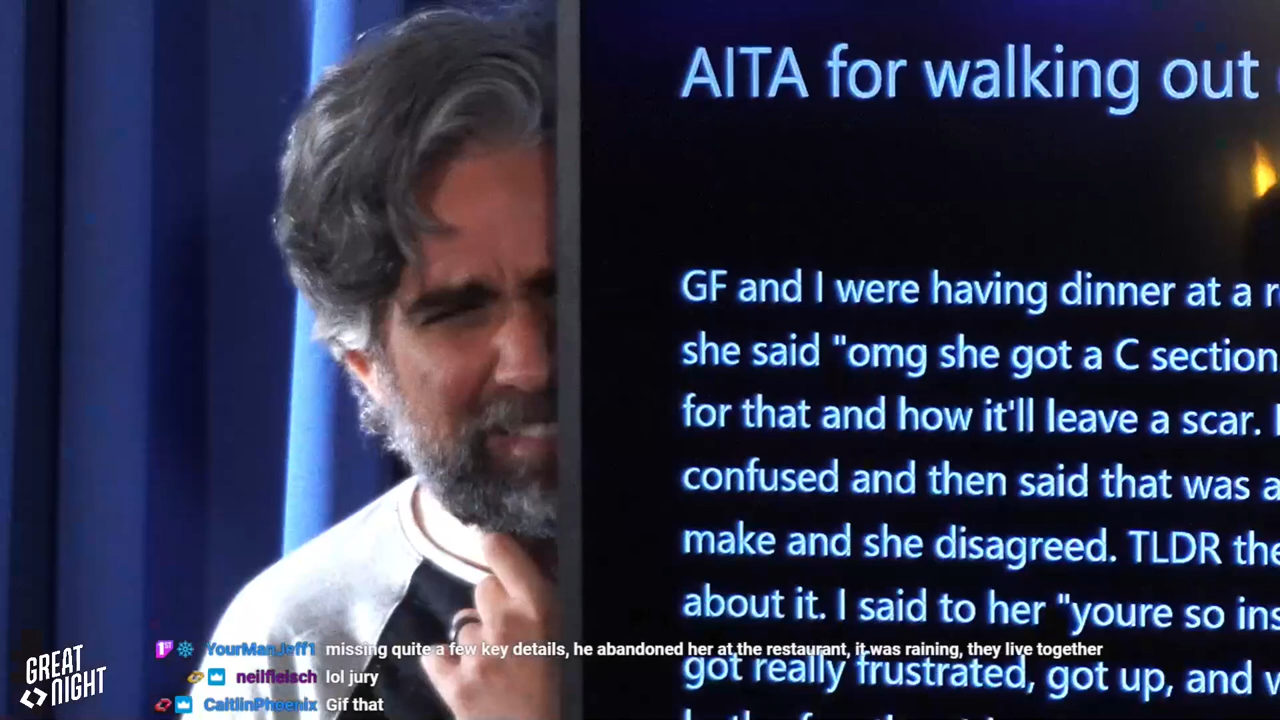 AITA for walking out
GF and I were having dinner at a
she said "omg she got a C section
for that and how it'll leave a scar.
confused and then said that was a
make and she disagreed. TLDR the
about it. I said to her "youre so ins
got really frustrated, got up, and w
YourManJeff1 missing quite a few key details, he abandoned her at the restaurant, it was raining, they live together
neilfleisch lol jury
CaitlinPhoenix Gif that
GREAT
NIGHT